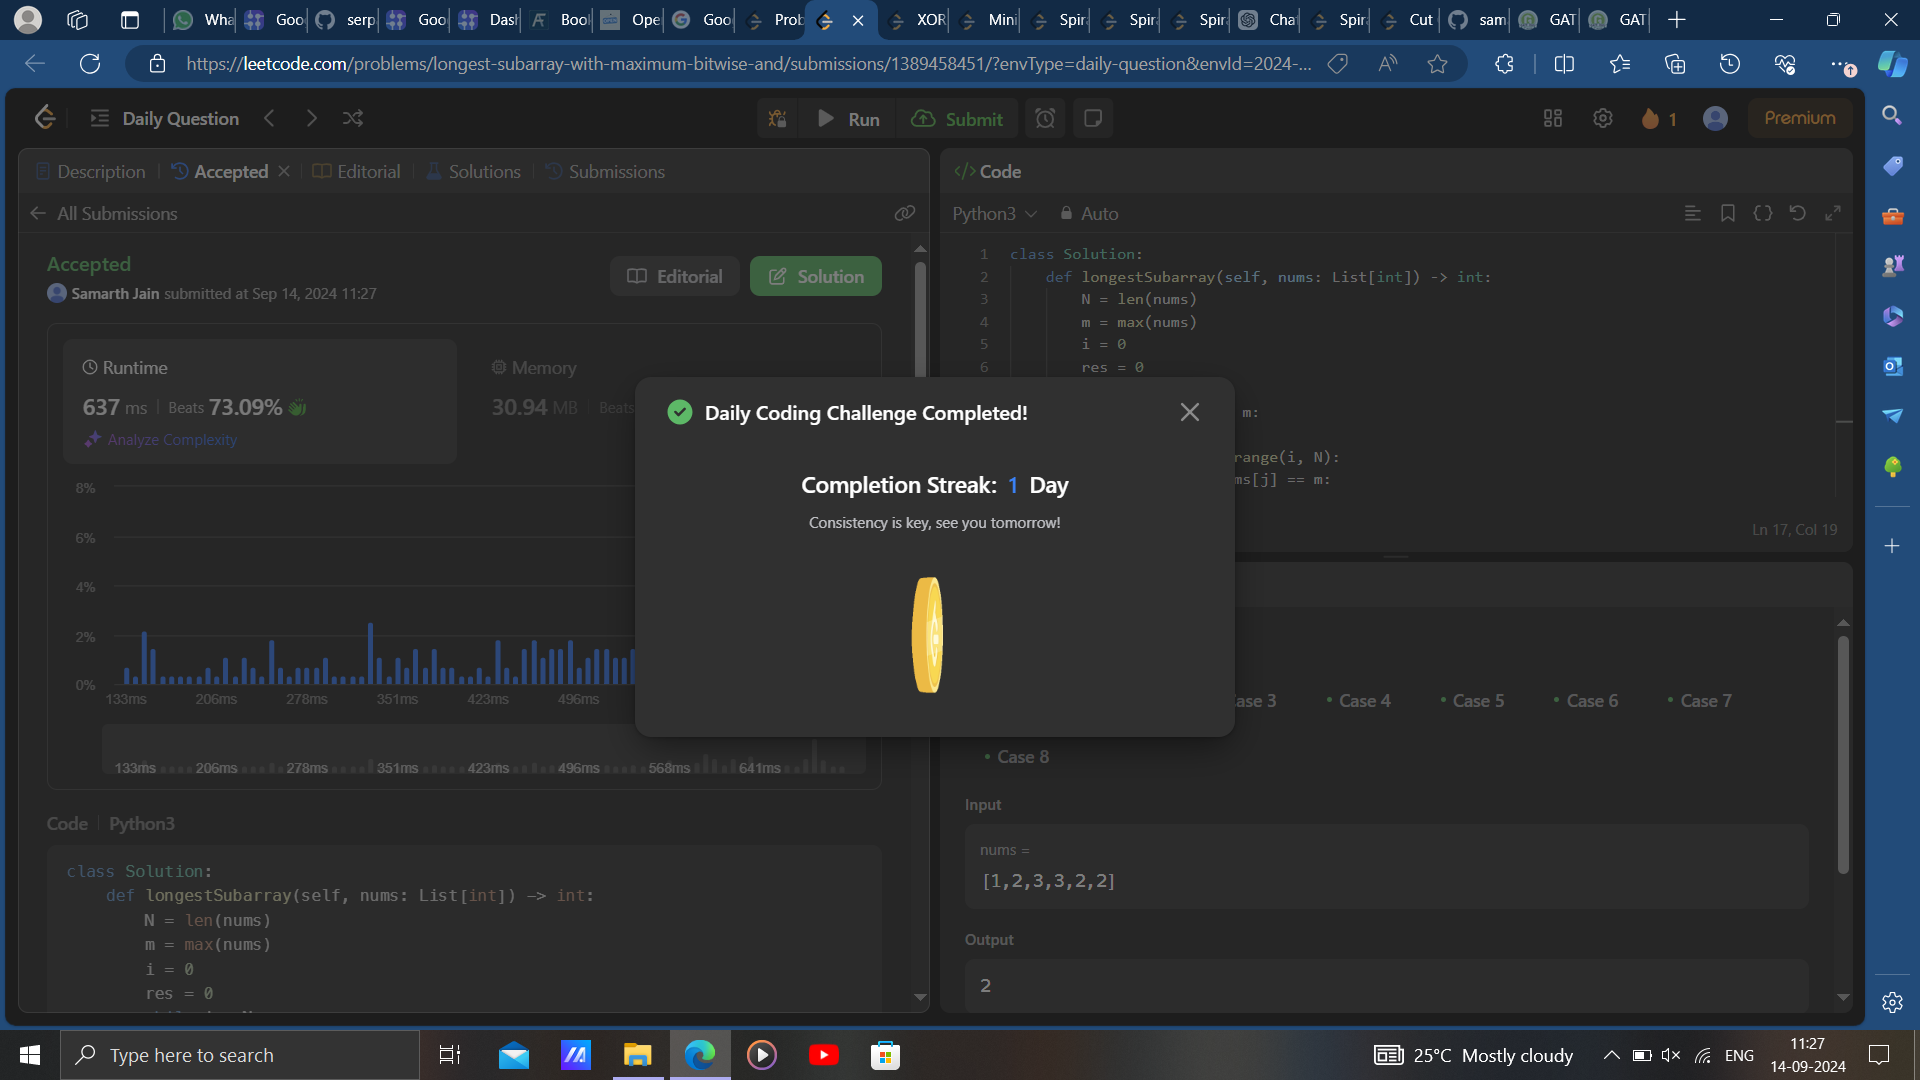 Wha
Goo
serp
Goo
Dash
Book
Ope
Goo
Prob
XOR
Mini
Spira
Spira
Spira
Chat
Spira
Cut
sam
GAT
GAT
https://leetcode.com/problems/longest-subarray-with-maximum-bitwise-and/submissions/1389458451/?envType=daily-question&envId=2024-...
Daily Question
Run
Submit
1
Premium
Description
Accepted
Editorial
Solutions
Submissions
All Submissions
Accepted
Samarth Jain submitted at Sep 14, 2024 11:27
Editorial
Solution
Runtime
637 ms | Beats 73.09%
Analyze Complexity
Memory
30.94 MB | Beats
8%
6%
4%
2%
0%
133ms 206ms 278ms 351ms 423ms 496ms
133ms 206ms 278ms 351ms 423ms 496ms 568ms 641ms
Code | Python3
class Solution:
def longestSubarray(self, nums: List[int]) -> int:
N = len(nums)
m = max(nums)
i = 0
res = 0
Daily Coding Challenge Completed!
Completion Streak: 1 Day
Consistency is key, see you tomorrow!
</> Code
Python3
Auto
1 class Solution:
2 def longestSubarray(self, nums: List[int]) -> int:
3 N = len(nums)
4 m = max(nums)
5 i = 0
6 res = 0
m:
range(i, N):
ms[j] == m:
Ln 17, Col 19
Case 3
Case 4
Case 5
Case 6
Case 7
Case 8
Input
nums =
[1,2,3,3,2,2]
Output
2
Type here to search
25°C Mostly cloudy
ENG
11:27
14-09-2024